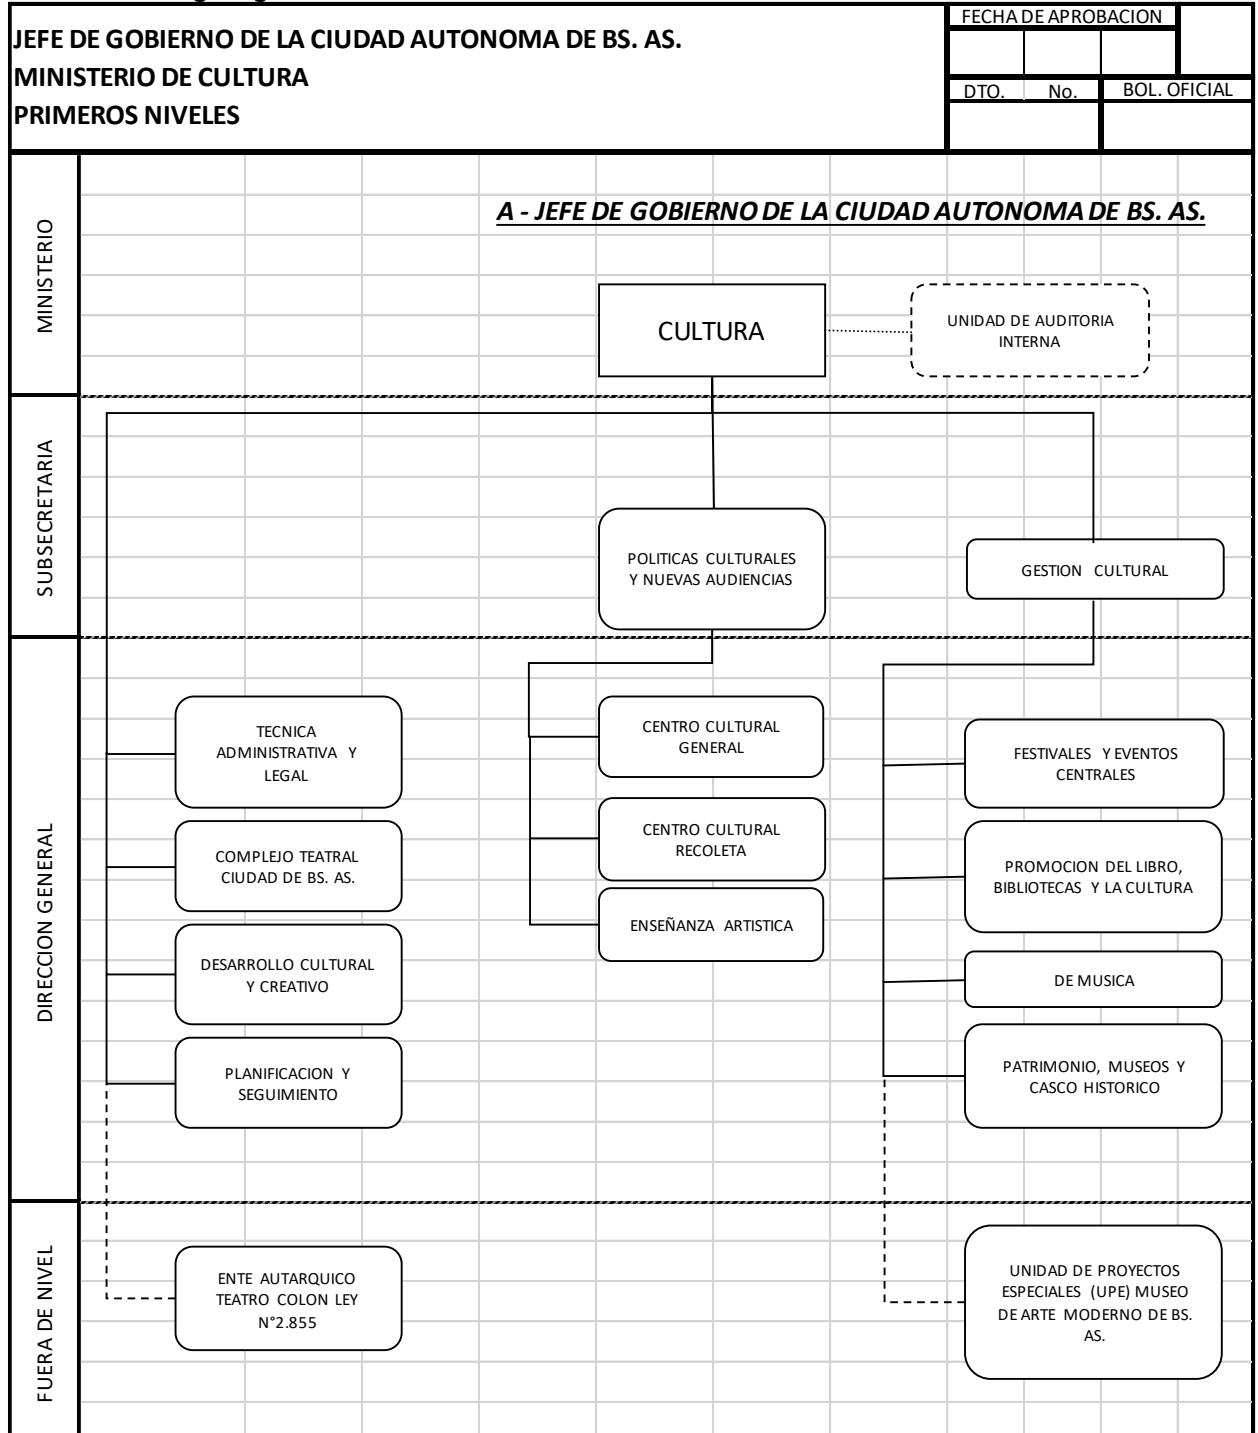 JEFE DE GOBIERNO DE LA CIUDAD AUTONOMA DE BS. AS.
MINISTERIO DE CULTURA
PRIMEROS NIVELES
FECHA DE APROBACION
DTO.
No.
BOL. OFICIAL
MINISTERIO
A - JEFE DE GOBIERNO DE LA CIUDAD AUTONOMA DE BS. AS.
CULTURA
UNIDAD DE AUDITORIA
INTERNA
SUBSECRETARIA
POLITICAS CULTURALES
Y NUEVAS AUDIENCIAS
GESTION CULTURAL
DIRECCION GENERAL
TECNICA
ADMINISTRATIVA Y
LEGAL
COMPLEJO TEATRAL
CIUDAD DE BS. AS.
DESARROLLO CULTURAL
Y CREATIVO
PLANIFICACION Y
SEGUIMIENTO
CENTRO CULTURAL
GENERAL
CENTRO CULTURAL
RECOLETA
ENSEÑANZA ARTISTICA
FESTIVALES Y EVENTOS
CENTRALES
PROMOCION DEL LIBRO,
BIBLIOTECAS Y LA CULTURA
DE MUSICA
PATRIMONIO, MUSEOS Y
CASCO HISTORICO
FUERA DE NIVEL
ENTE AUTARQUICO
TEATRO COLON LEY
N°2.855
UNIDAD DE PROYECTOS
ESPECIALES (UPE) MUSEO
DE ARTE MODERNO DE BS.
AS.